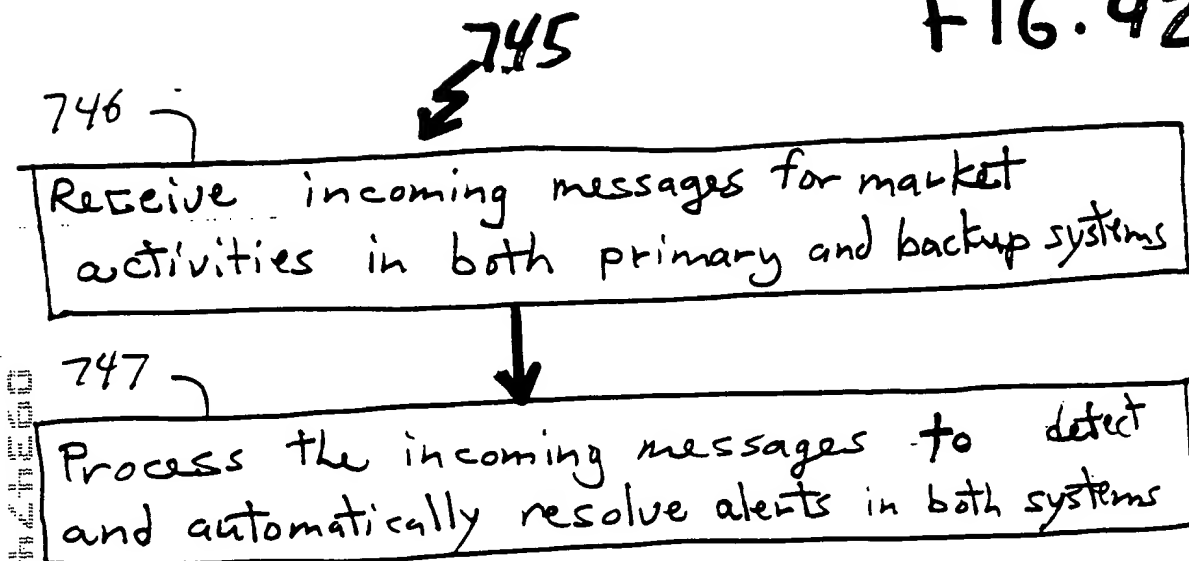 FIG. 42
745
746
Receive incoming messages for market
activities in both primary and backup systems
747
Process the incoming messages to detect
and automatically resolve alerts in both systems